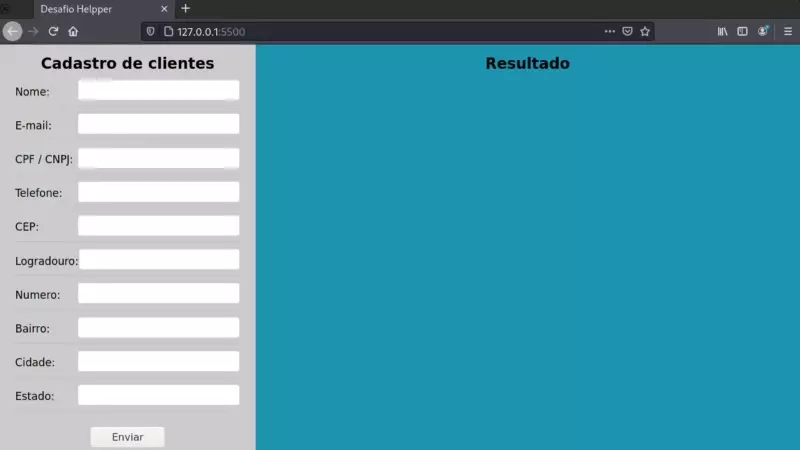 Desafio Helpper
127.0.0.1:5500
Cadastro de clientes
Nome:
E-mail:
CPF / CNPJ:
Telefone:
CEP:
Logradouro:
Numero:
Bairro:
Cidade:
Estado:
Enviar
Resultado